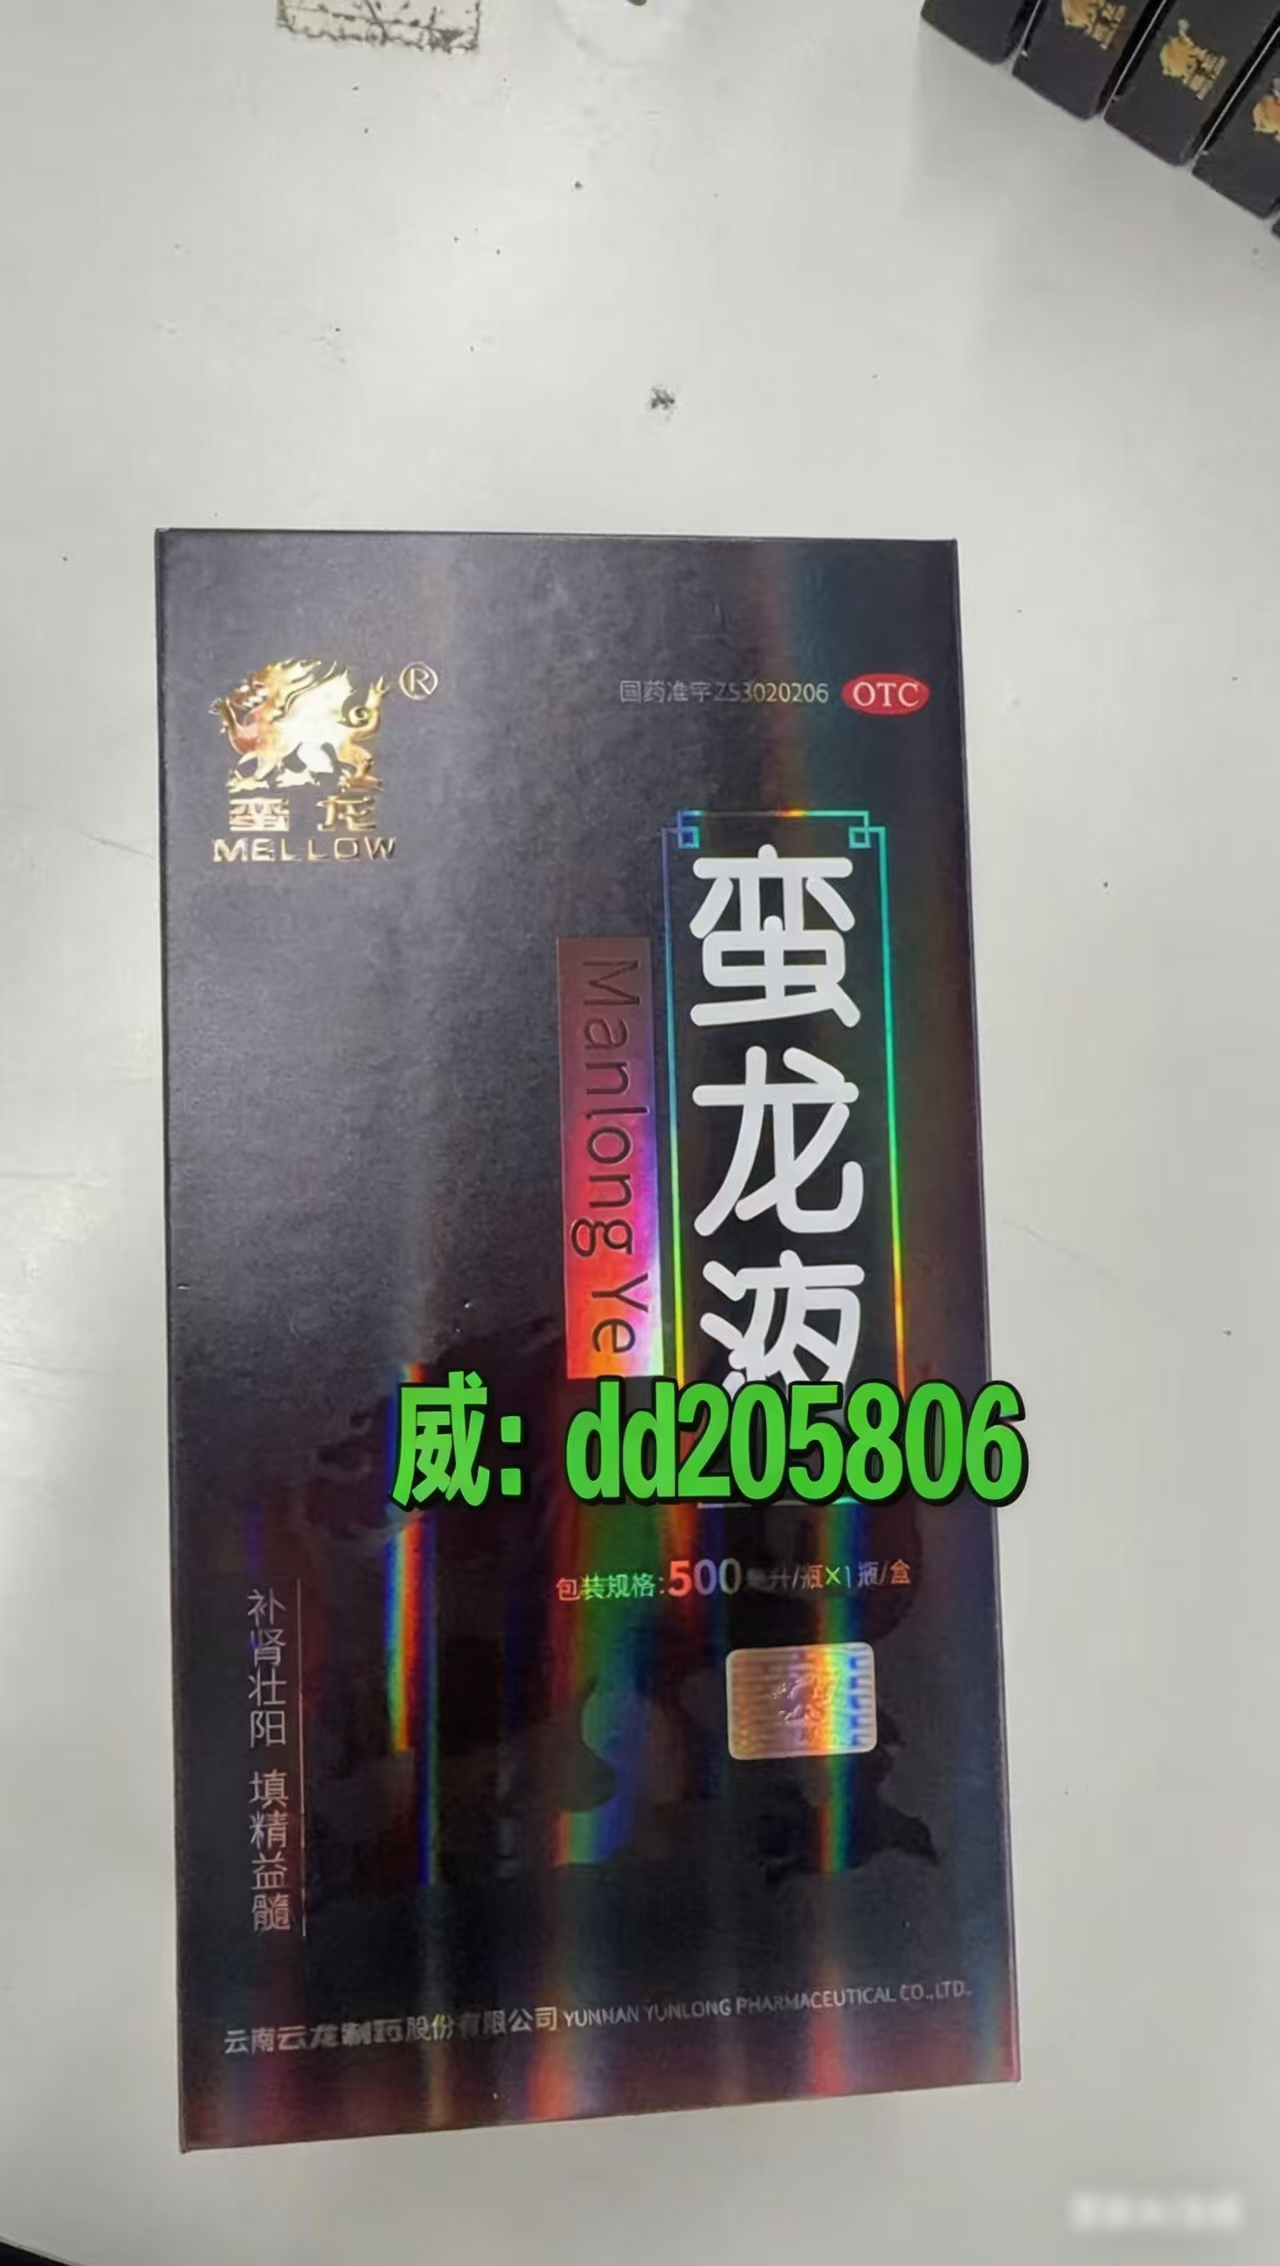 ®
国药准字Z53020206 OTC
蛮龙
MELLOW
蛮龙液
Manlong Ye
威：dd205806
包装规格:500毫升/瓶×1瓶/盒
补肾壮阳 填精益髓
云南云龙制药股份有限公司 YUNNAN YUNLONG PHARMACEUTICAL CO.,LTD.